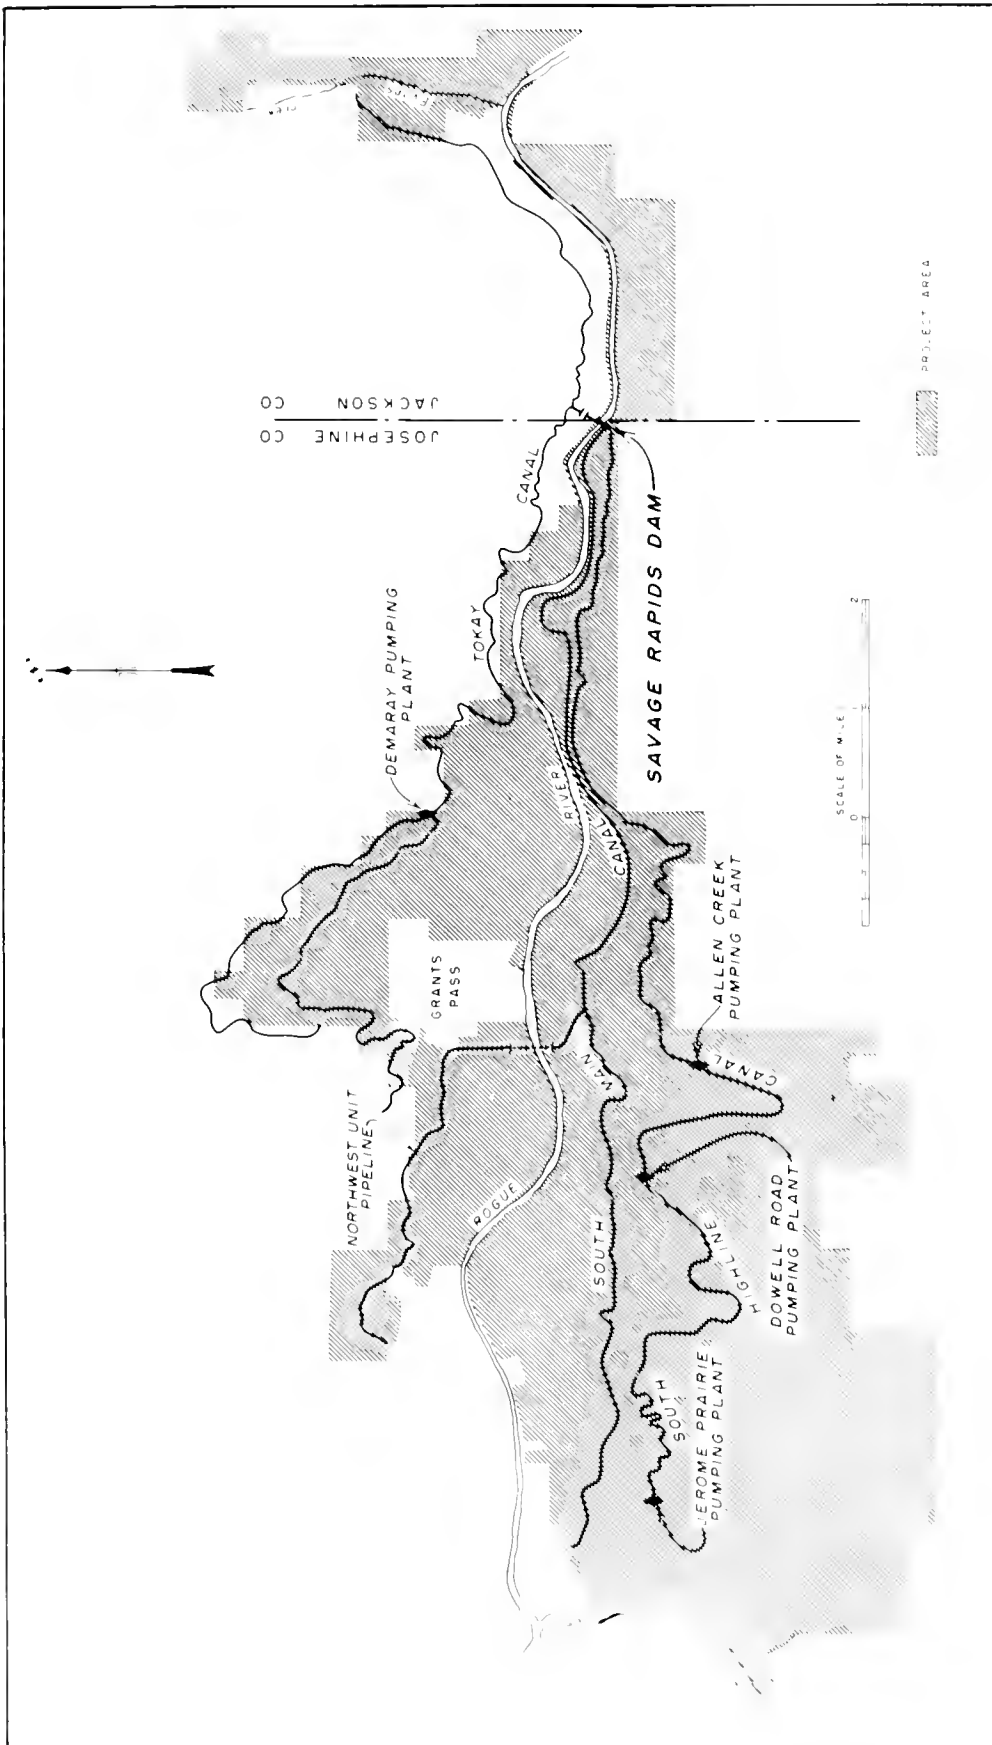 EVANS
JACKSON CO
JOSEPHINE CO
CANAL
TOKAY
DEMARAY PUMPING
PLANT
SAVAGE RAPIDS DAM
PROJECT AREA
RIVER
CANAL
GRANTS
PASS
NORTHWEST UNIT
PIPELINE
ROGUE
MAIN
SOUTH
ALLEN CREEK
PUMPING PLANT
CANAL
HIGHLINE
SOUTH
DOWELL ROAD
PUMPING PLANT
JEROME PRAIRIE
PUMPING PLANT
SCALE OF MILES
0
2